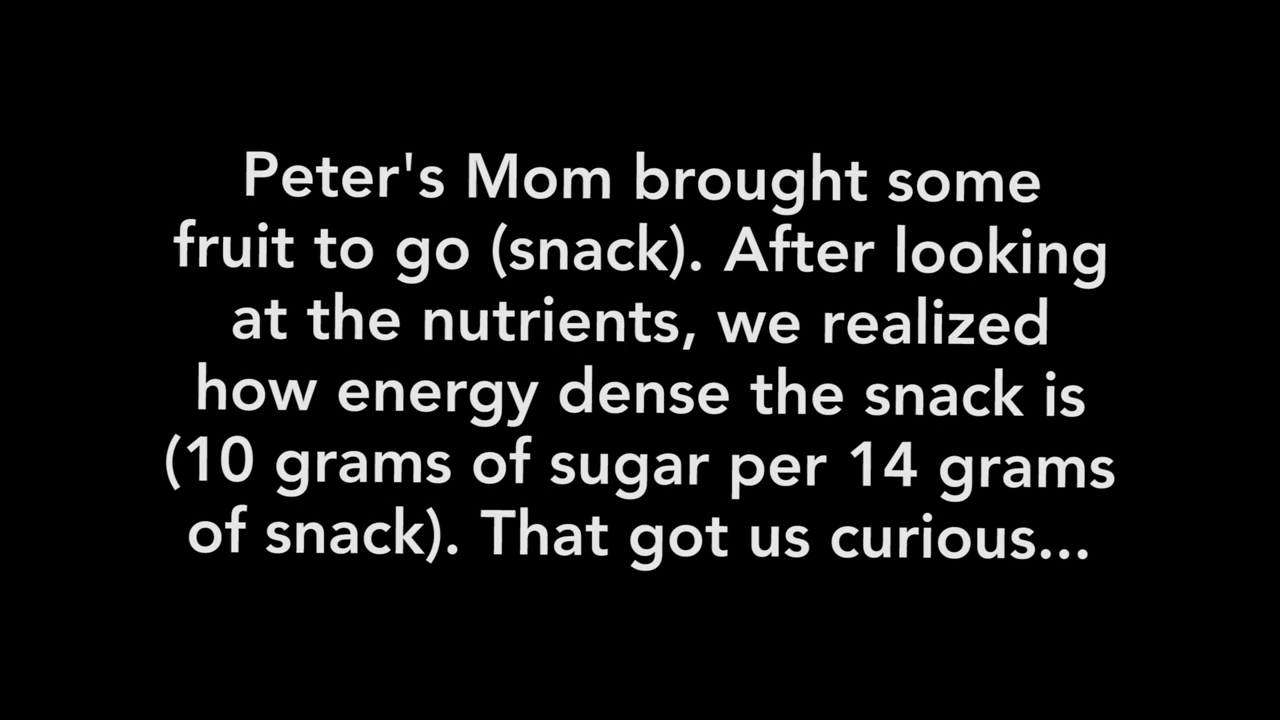 Peter's Mom brought some
fruit to go (snack). After looking
at the nutrients, we realized
how energy dense the snack is
(10 grams of sugar per 14 grams
of snack). That got us curious...